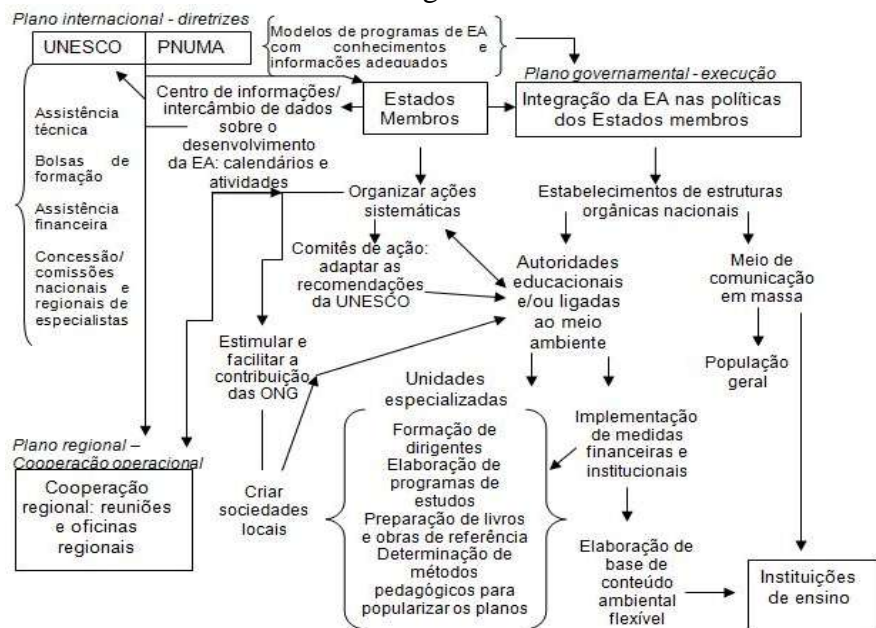 Plano internacional - diretrizes
UNESCO
PNUMA
Modelos de programas de EA
com conhecimentos e
informações adequados
Plano governamental - execução
Assistência
técnica
Bolsas de
formação
Assistência
financeira
Concessão/
comissões
nacionais e
regionais de
especialistas
Centro de informações/
intercâmbio de dados
sobre o
desenvolvimento
da EA: calendários e
atividades
Estados
Membros
Integração da EA nas políticas
dos Estados membros
Organizar ações
sistemáticas
Estabelecimentos de estruturas
orgânicas nacionais
Comitês de ação:
adaptar as
recomendações
da UNESCO
Autoridades
educacionais
e/ou ligadas
ao meio
ambiente
Meio de
comunicação
em massa
População
geral
Estimular e
facilitar a
contribuição
das ONG
Unidades
especializadas
Formação de
dirigentes
Elaboração de
programas de
estudos
Preparação de livros
e obras de referência
Determinação de
métodos
pedagógicos para
popularizar os planos
Implementação
de medidas
financeiras e
institucionais
Plano regional –
Cooperação operacional
Cooperação
regional: reuniões
e oficinas
regionais
Criar
sociedades
locais
Elaboração de
base de
conteúdo
ambiental
flexível
Instituições
de ensino